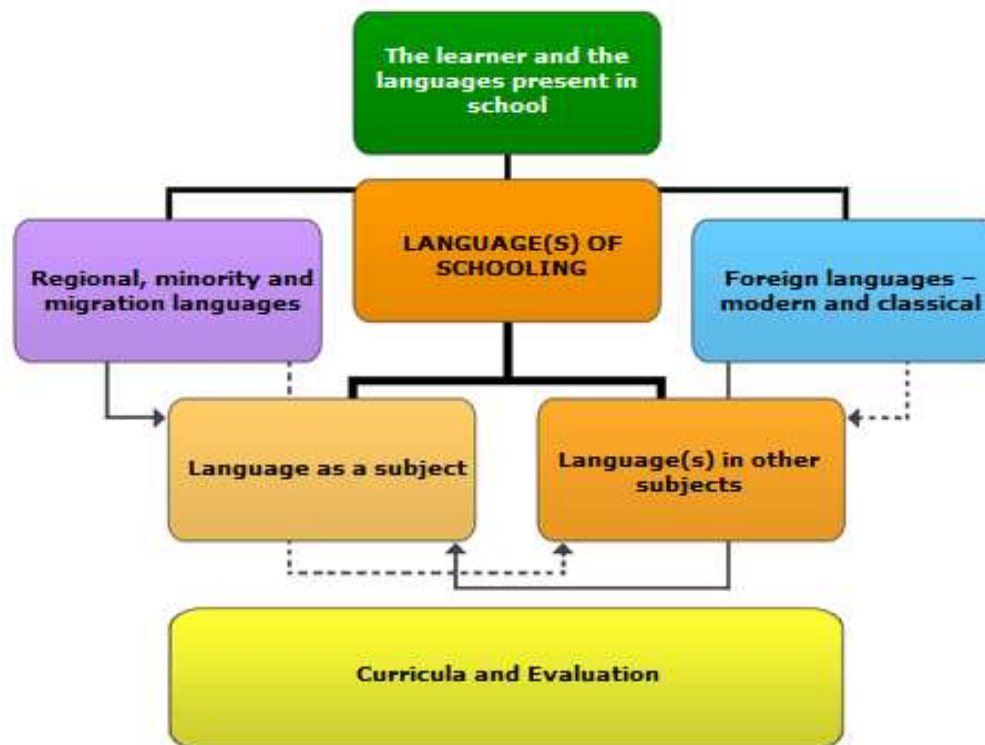 The learner and the
languages present in
school
LANGUAGE(S) OF
SCHOOLING
Regional, minority and
migration languages
Foreign languages –
modern and classical
Language as a subject
Language(s) in other
subjects
Curricula and Evaluation